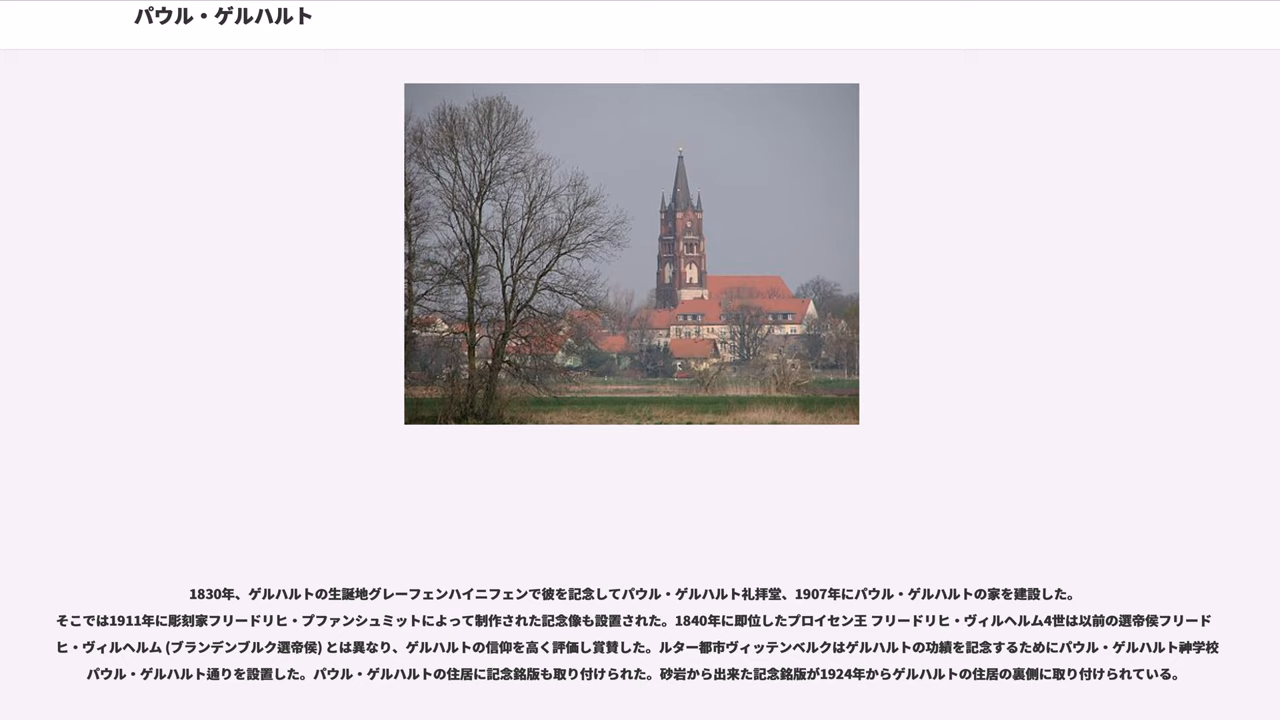 パウル・ゲルハルト
1830年、ゲルハルトの生誕地グレーフェンハイニフェンで彼を記念してパウル・ゲルハルト礼拝堂、1907年にパウル・ゲルハルトの家を建設した。
そこでは1911年に彫刻家フリードリヒ・プファンシュミットによって制作された記念像も設置された。1840年に即位したプロイセン王 フリードリヒ・ヴィルヘルム4世は以前の選帝侯フリード
ヒ・ヴィルヘルム (ブランデンブルク選帝侯) とは異なり、ゲルハルトの信仰を高く評価し賞賛した。ルター都市ヴィッテンベルクはゲルハルトの功績を記念するためにパウル・ゲルハルト神学校
パウル・ゲルハルト通りを設置した。パウル・ゲルハルトの住居に記念銘版も取り付けられた。砂岩から出来た記念銘版が1924年からゲルハルトの住居の裏側に取り付けられている。